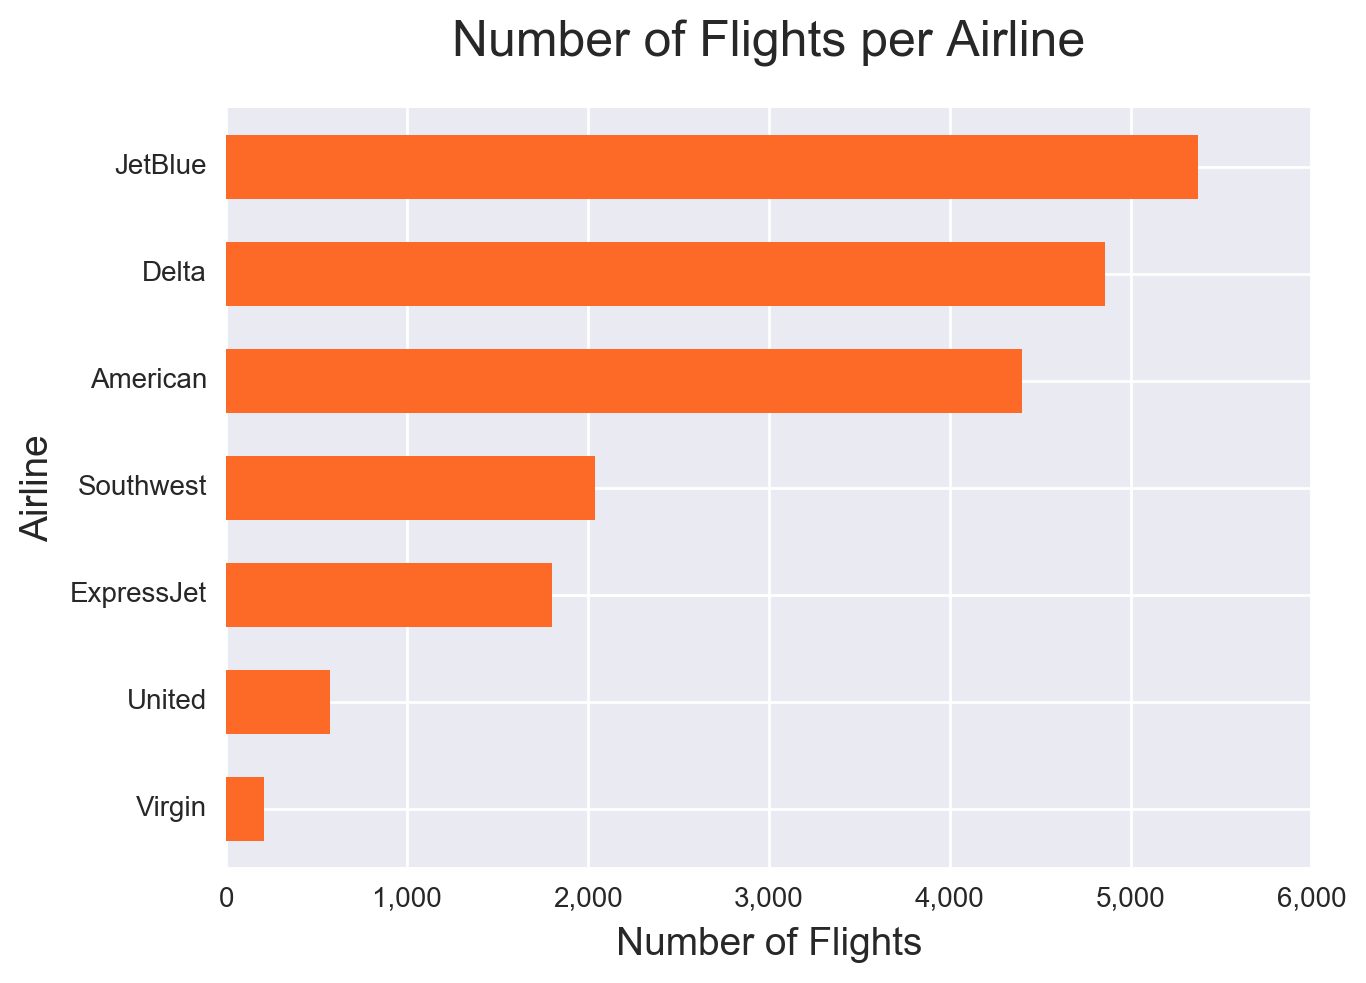 Number of Flights per Airline
JetBlue
Delta
American
Southwest
ExpressJet
United
Virgin
Airline
0 1,000 2,000 3,000 4,000 5,000 6,000
Number of Flights